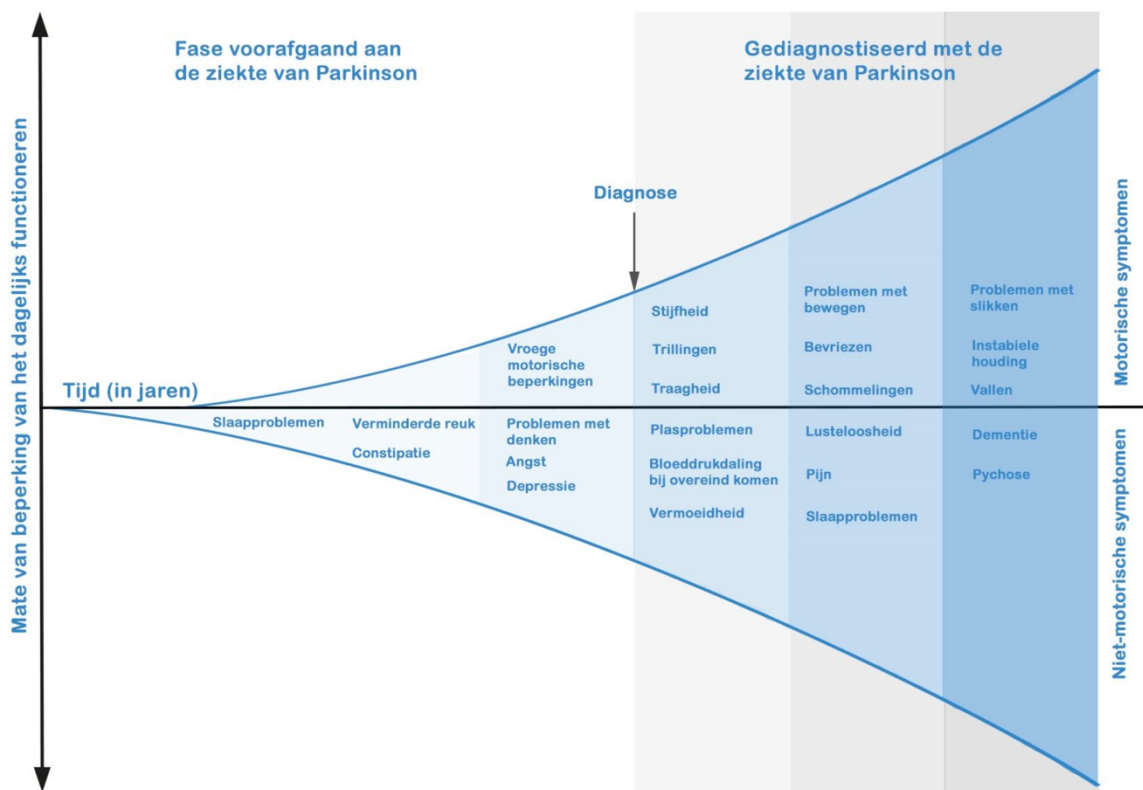 Fase voorafgaand aan
de ziekte van Parkinson
Gediagnostiseerd met de
ziekte van Parkinson
Mate van beperking van het dagelijks functioneren
Diagnose
Tijd (in jaren)
Vroege
motorische
beperkingen
Stijfheid
Trillingen
Traagheid
Problemen met
bewegen
Bevriezen
Schommelingen
Problemen met
slikken
Instabiele
houding
Vallen
Motorische symptomen
Slaapproblemen
Verminderde reuk
Constipatie
Problemen met
denken
Angst
Depressie
Plasproblemen
Bloeddrukdaling
bij overeind komen
Vermoeidheid
Lusteloosheid
Pijn
Slaapproblemen
Dementie
Pychose
Niet-motorische symptomen